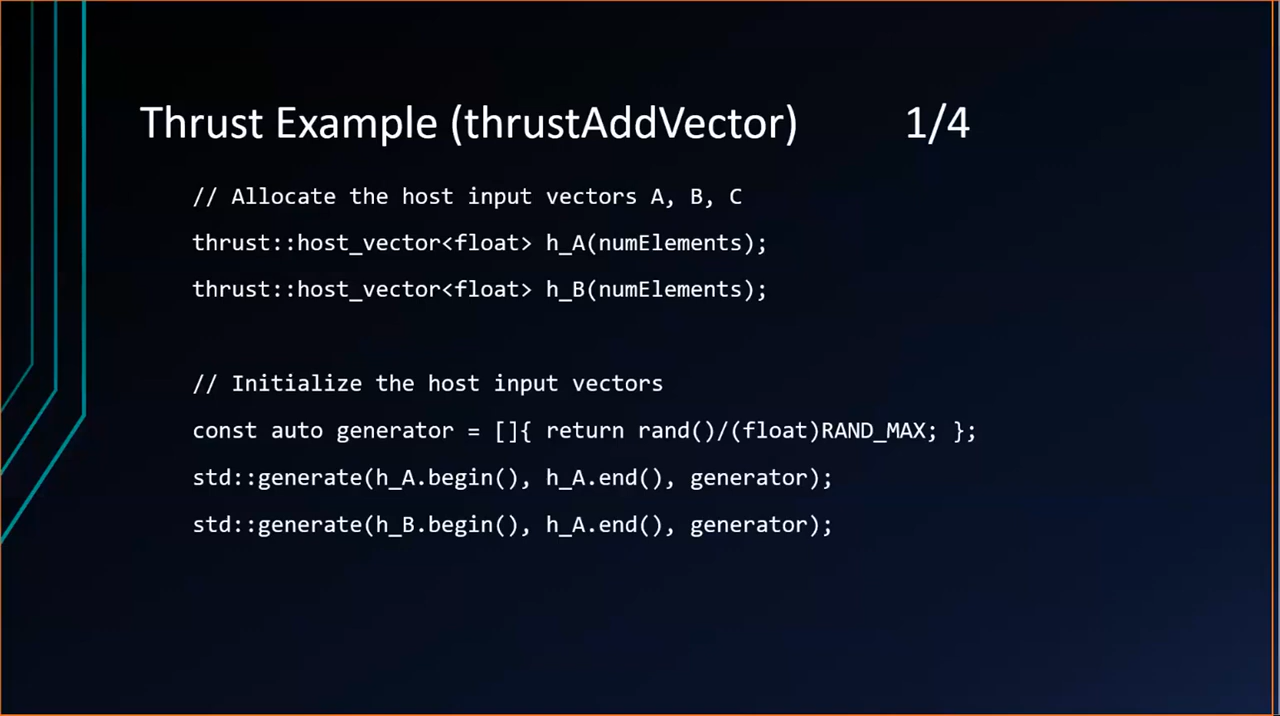 Thrust Example (thrustAddVector) 1/4
// Allocate the host input vectors A, B, C
thrust::host_vector<float> h_A(numElements);
thrust::host_vector<float> h_B(numElements);
// Initialize the host input vectors
const auto generator = []{ return rand()/(float)RAND_MAX; };
std::generate(h_A.begin(), h_A.end(), generator);
std::generate(h_B.begin(), h_A.end(), generator);